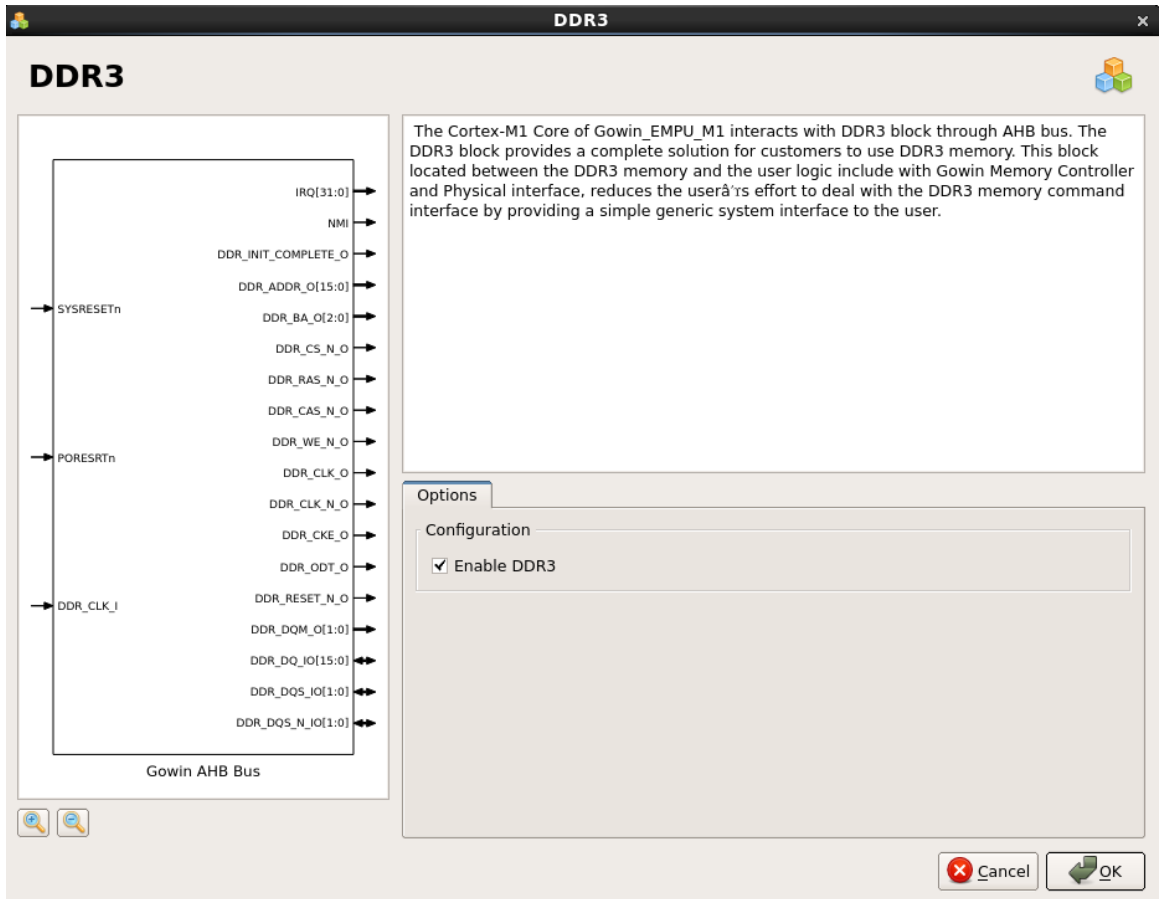 DDR3
DDR3
IRQ[31:0]
NMI
DDR_INIT_COMPLETE_O
DDR_ADDR_O[15:0]
SYSRESETn
DDR_BA_O[2:0]
DDR_CS_N_O
DDR_RAS_N_O
DDR_CAS_N_O
DDR_WE_N_O
PORESRTn
DDR_CLK_O
DDR_CLK_N_O
DDR_CKE_O
DDR_ODT_O
DDR_CLK_I
DDR_RESET_N_O
DDR_DQM_O[1:0]
DDR_DQ_IO[15:0]
DDR_DQS_IO[1:0]
DDR_DQS_N_IO[1:0]
Gowin AHB Bus
The Cortex-M1 Core of Gowin_EMPU_M1 interacts with DDR3 block through AHB bus. The
DDR3 block provides a complete solution for customers to use DDR3 memory. This block
located between the DDR3 memory and the user logic include with Gowin Memory Controller
and Physical interface, reduces the user effort to deal with the DDR3 memory command
interface by providing a simple generic system interface to the user.
Options
Configuration
Enable DDR3
Cancel
OK